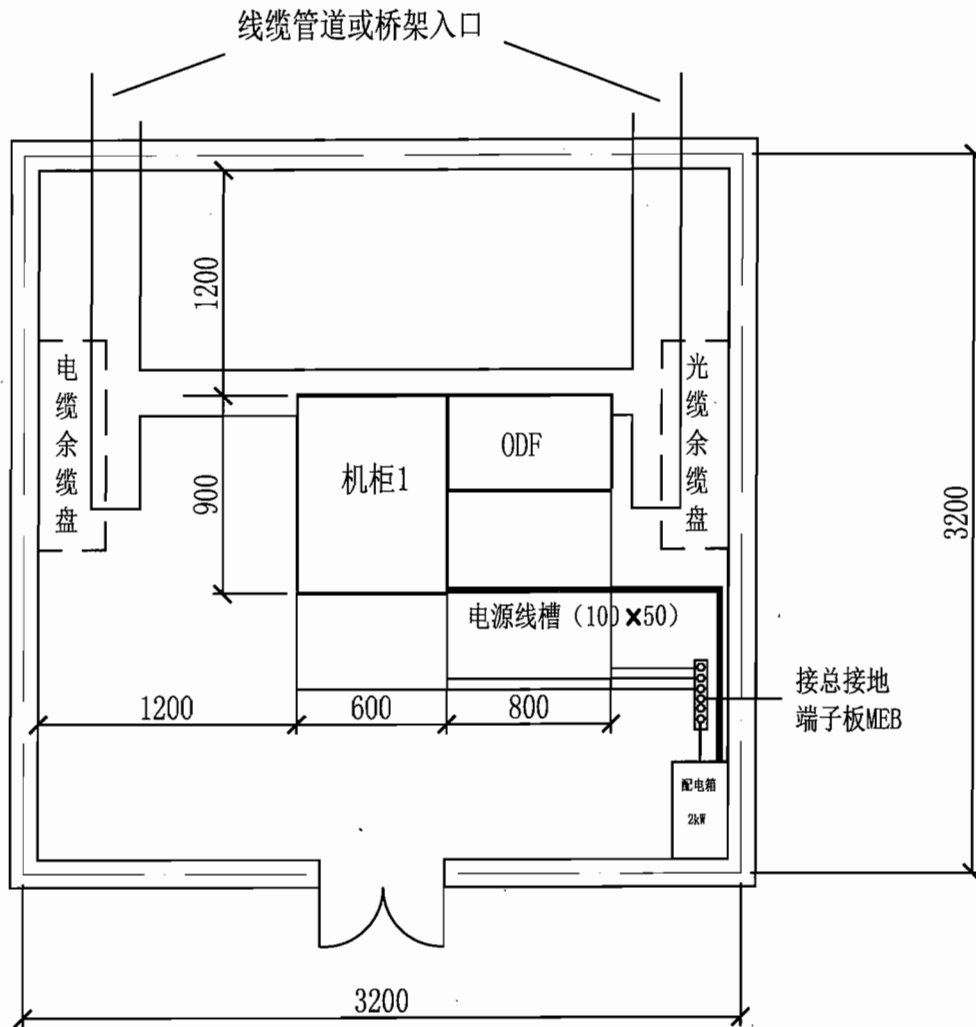 线缆管道或桥架入口
1200
电缆余缆盘
光缆余缆盘
ODF
机柜1
900
3200
电源线槽（100×50）
接总接地
端子板MEB
1200
600
800
配电箱
2kW
3200